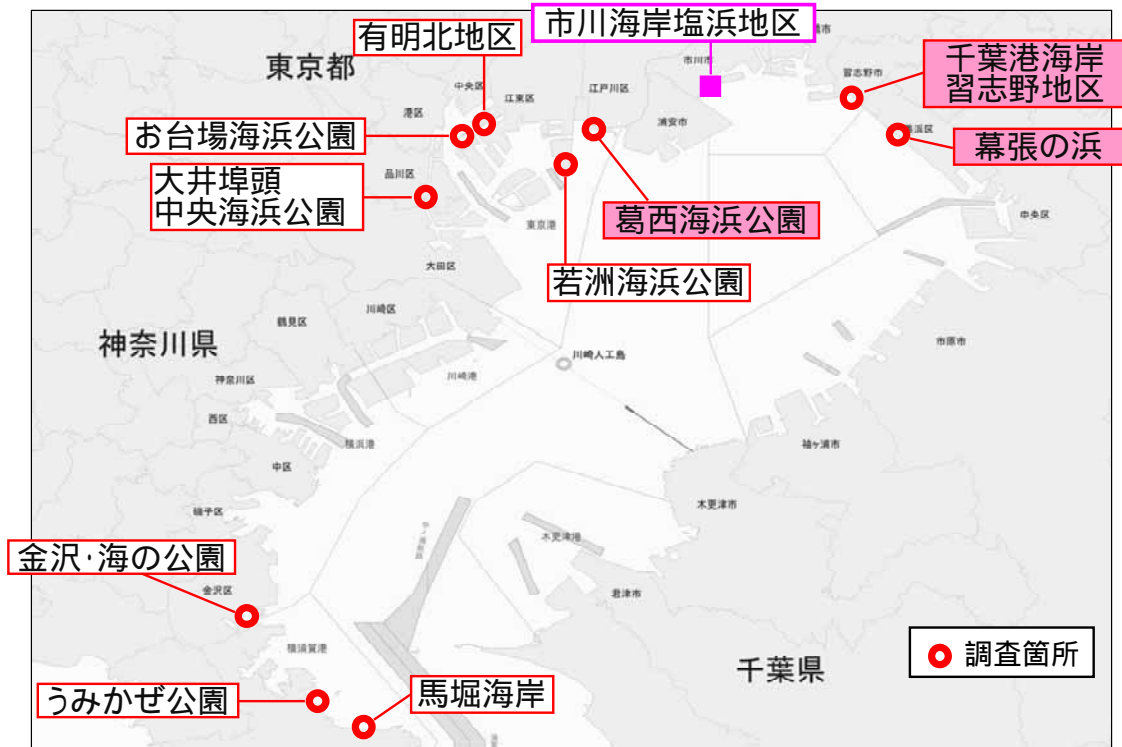 有明北地区
市川海岸塩浜地区
千葉港海岸
習志野地区
東京都
市川市
習志野市
中央区
江東区
江戸川区
港区
お台場海浜公園
浦安市
幕張の浜
大井埠頭
中央海浜公園
品川区
東京港
葛西海浜公園
中央区
大田区
若洲海浜公園
川崎区
鶴見区
神奈川県
川崎人工島
市原市
神奈川区
川崎港
西区
横浜港
袖ヶ浦市
中区
木更津市
磯子区
木更津港
金沢・海の公園
金沢区
君津市
横須賀港
千葉県
調査箇所
うみかぜ公園
馬堀海岸